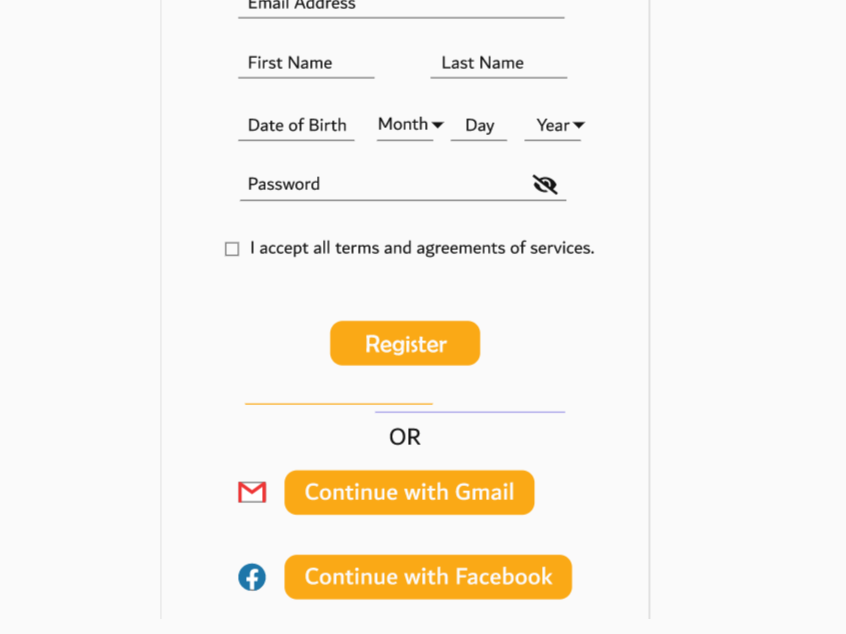 Email Address
First Name Last Name
Date of Birth Month Day Year
Password
I accept all terms and agreements of services.
Register
OR
Continue with Gmail
Continue with Facebook